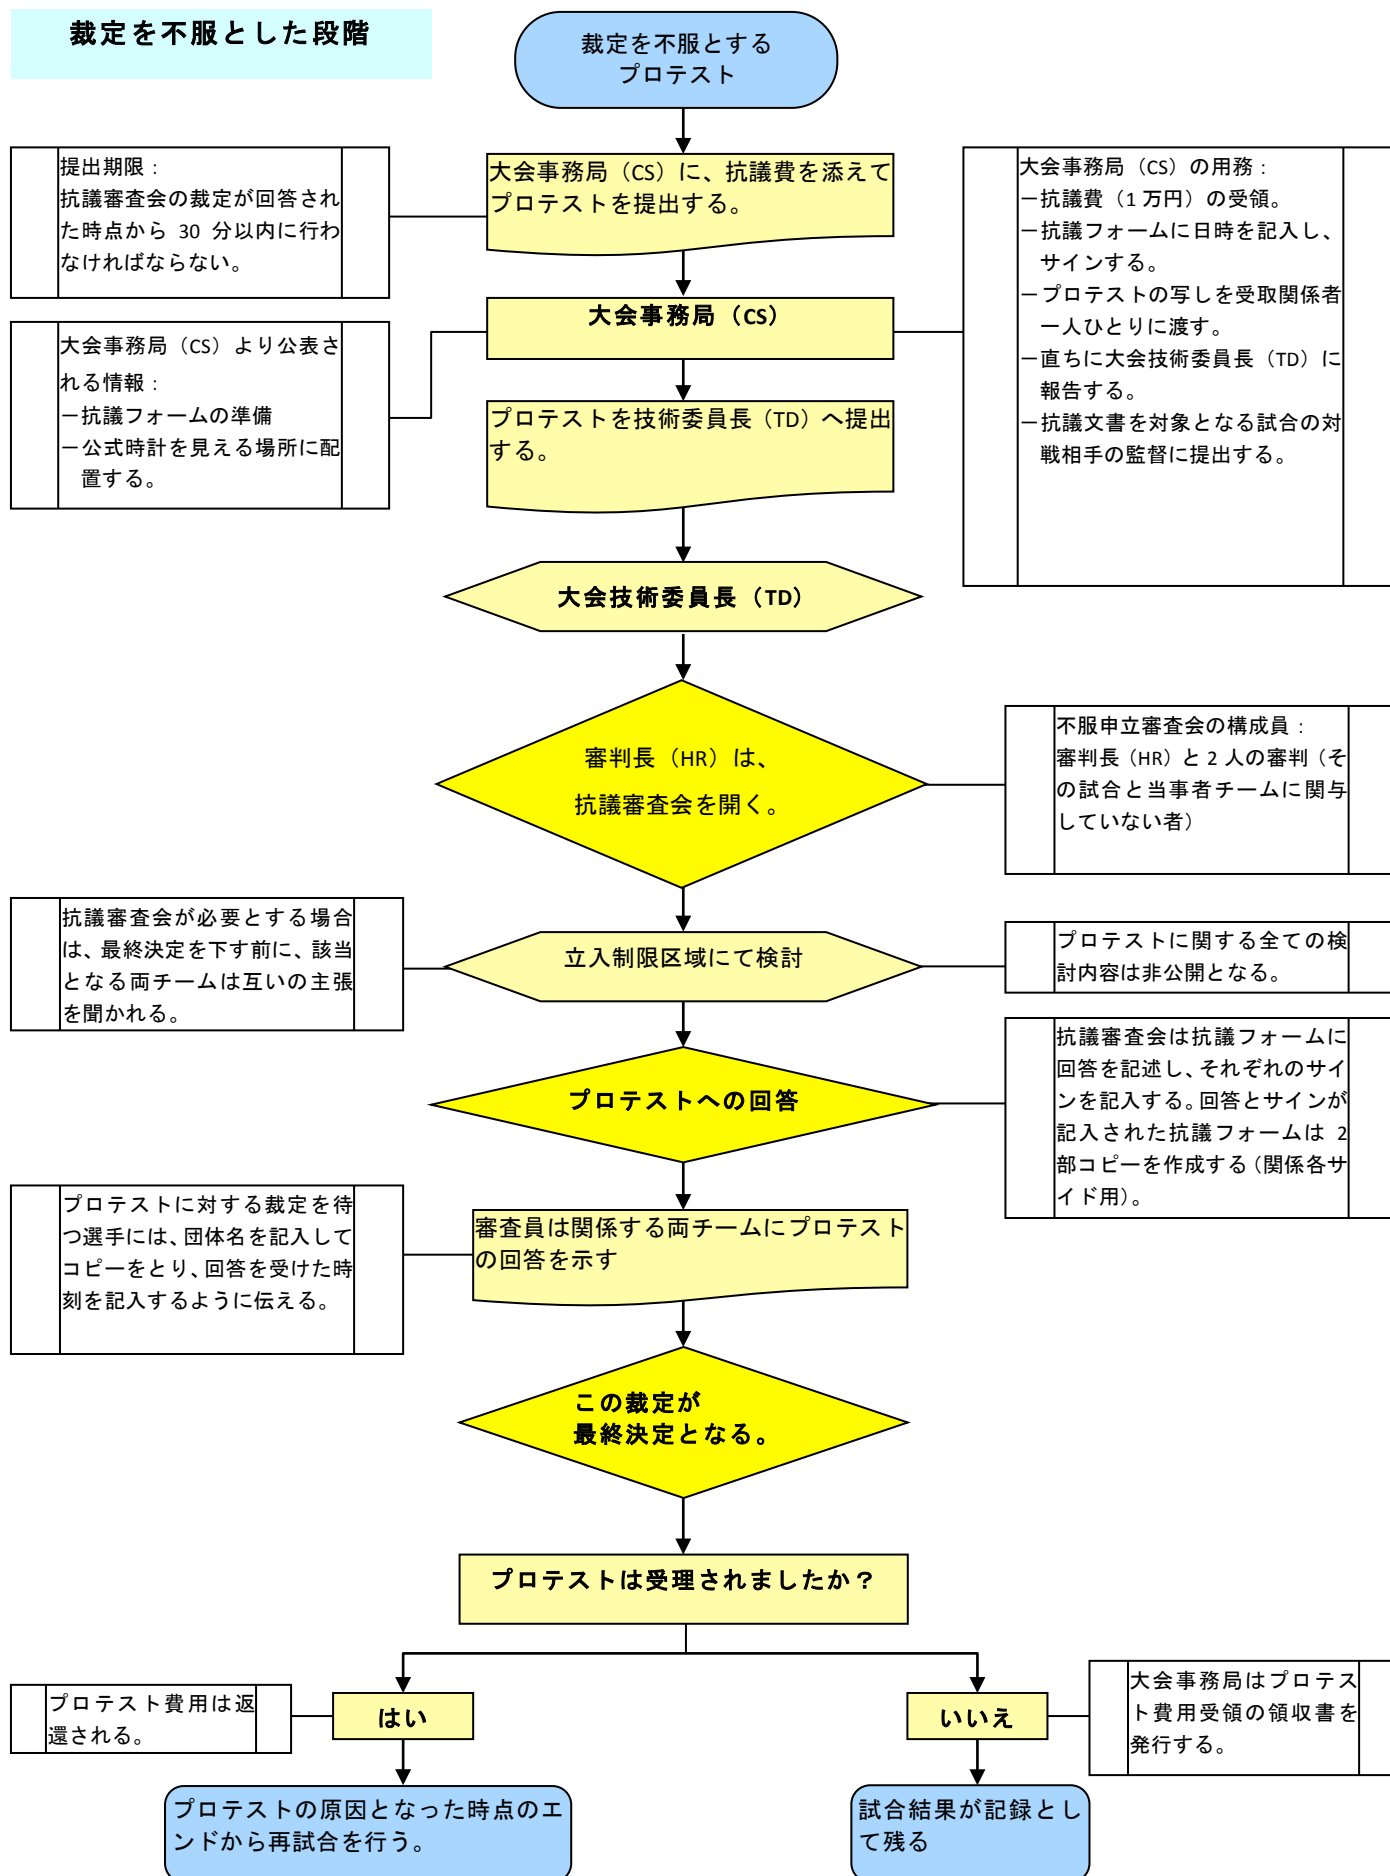 裁定を不服とした段階
裁定を不服とする
プロテスト
提出期限：
抗議審査会の裁定が回答され
た時点から 30 分以内に行わ
なければならない。
大会事務局（CS）に、抗議費を添えて
プロテストを提出する。
大会事務局（CS）の用務：
－抗議費（1 万円）の受領。
－抗議フォームに日時を記入し、
サインする。
－プロテストの写しを受取関係者
一人ひとりに渡す。
－直ちに大会技術委員長（TD）に
報告する。
－抗議文書を対象となる試合の対
戦相手の監督に提出する。
大会事務局（CS）
大会事務局（CS）より公表さ
れる情報：
－抗議フォームの準備
－公式時計を見える場所に配
置する。
プロテストを技術委員長（TD）へ提出
する。
大会技術委員長（TD）
審判長（HR）は、
抗議審査会を開く。
不服申立審査会の構成員：
審判長（HR）と 2 人の審判（そ
の試合と当事者チームに関与
していない者）
抗議審査会が必要とする場合
は、最終決定を下す前に、該当
となる両チームは互いの主張
を聞かれる。
立入制限区域にて検討
プロテストに関する全ての検
討内容は非公開となる。
プロテストへの回答
抗議審査会は抗議フォームに
回答を記述し、それぞれのサイ
ンを記入する。回答とサインが
記入された抗議フォームは 2
部コピーを作成する（関係各サ
イド用）。
プロテストに対する裁定を待
つ選手には、団体名を記入して
コピーをとり、回答を受けた時
刻を記入するように伝える。
審査員は関係する両チームにプロテスト
の回答を示す
この裁定が
最終決定となる。
プロテストは受理されましたか？
プロテスト費用は返
還される。
はい
いいえ
大会事務局はプロテス
ト費用受領の領収書を
発行する。
プロテストの原因となった時点のエ
ンドから再試合を行う。
試合結果が記録とし
て残る